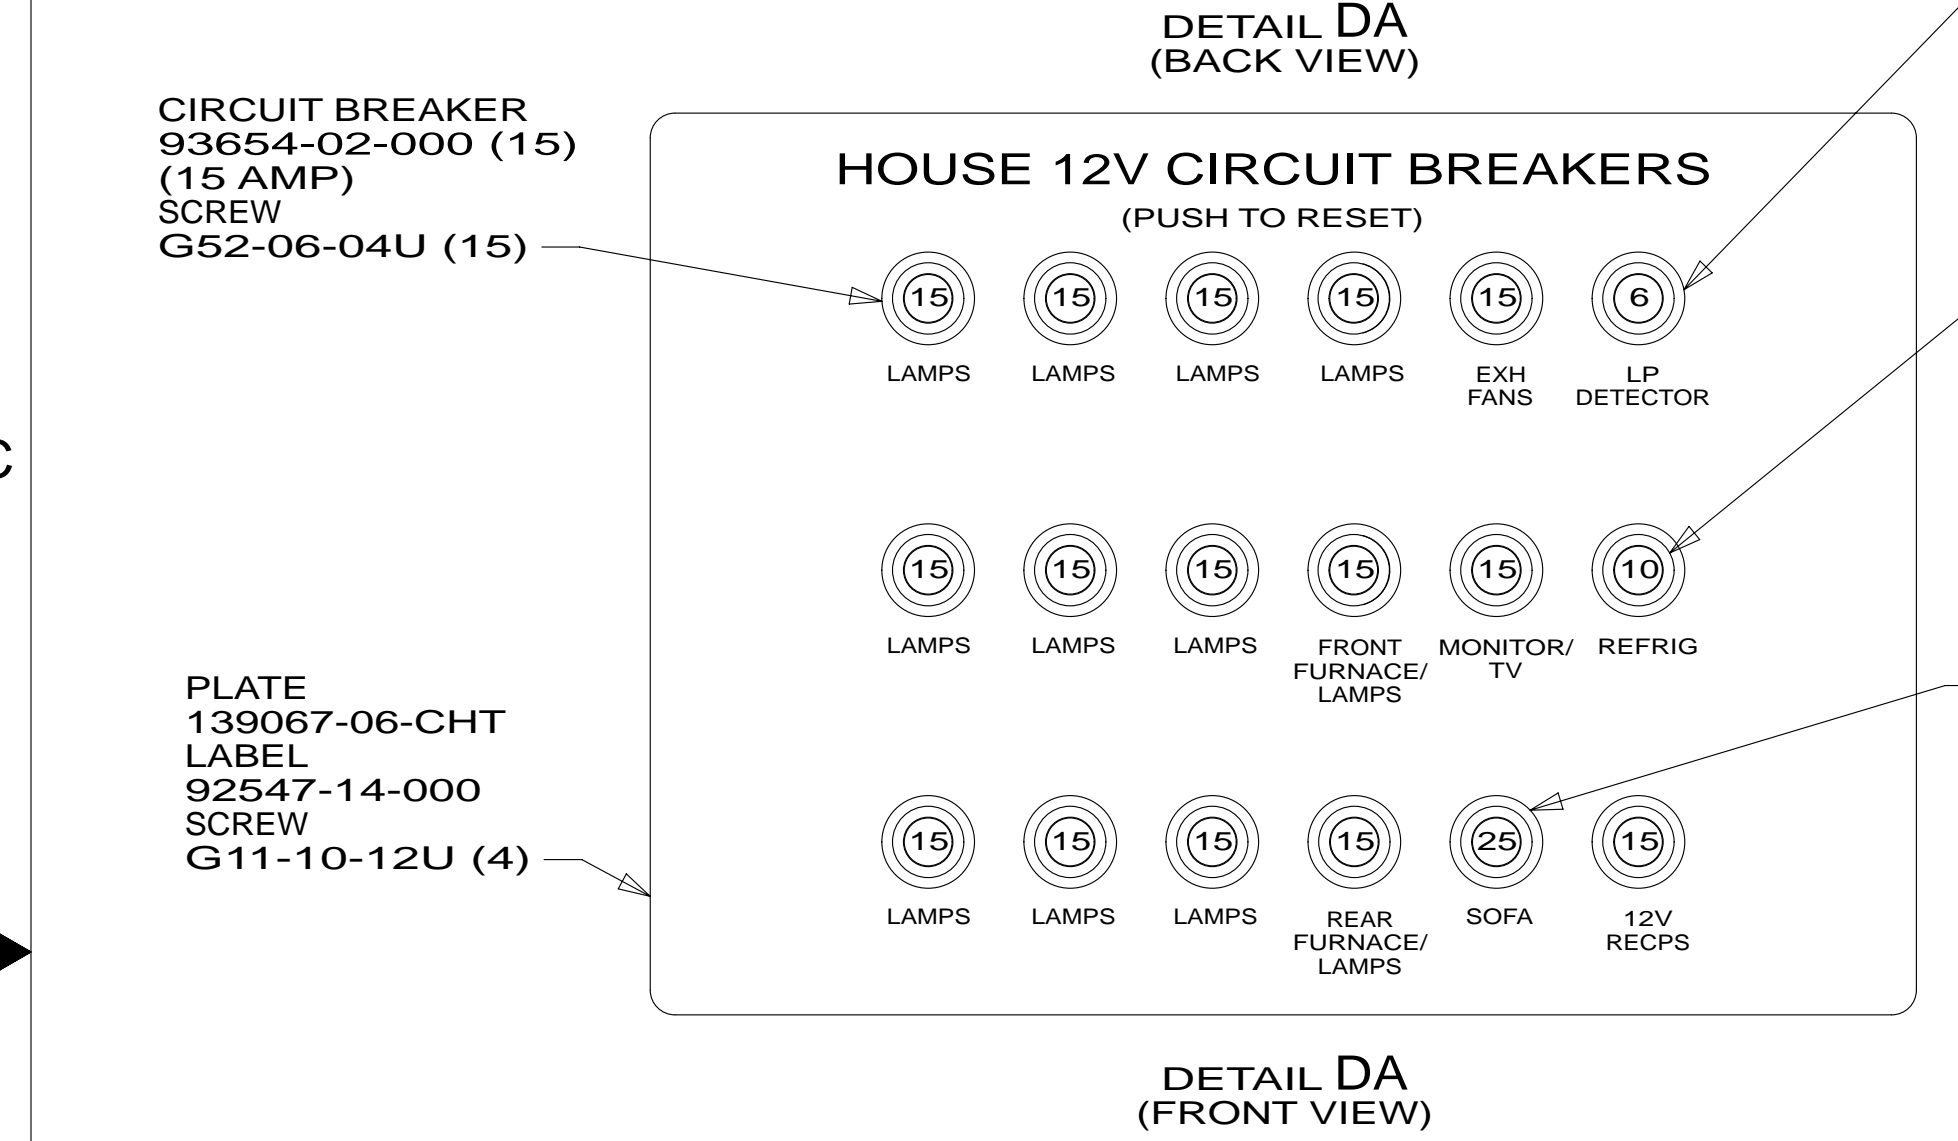 DETAIL DA
(BACK VIEW)
CIRCUIT BREAKER
93654-02-000 (15)
(15 AMP)
SCREW
G52-06-04U (15)
HOUSE 12V CIRCUIT BREAKERS
(PUSH TO RESET)
15 15 15 15 15 6
LAMPS LAMPS LAMPS LAMPS EXH LP
FANS DETECTOR
C
15 15 15 15 15 10
LAMPS LAMPS LAMPS FRONT MONITOR/ REFRIG
FURNACE/ TV
LAMPS
PLATE
139067-06-CHT
LABEL
92547-14-000
SCREW
G11-10-12U (4)
15 15 15 15 25 15
LAMPS LAMPS LAMPS REAR SOFA 12V
FURNACE/ RECPS
LAMPS
DETAIL DA
(FRONT VIEW)